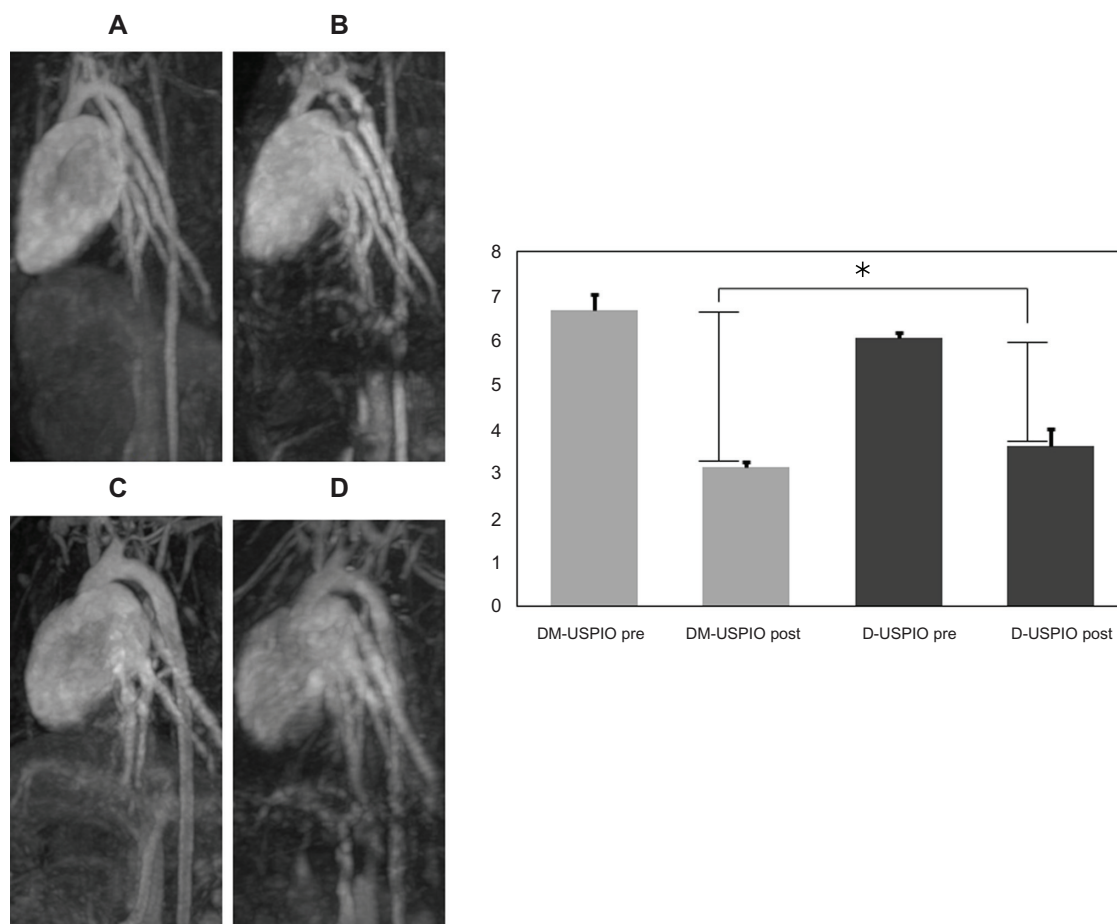 A
B
C
D
8
7
6
5
4
3
2
1
0
*
DM-USPIO pre
DM-USPIO post
D-USPIO pre
D-USPIO post